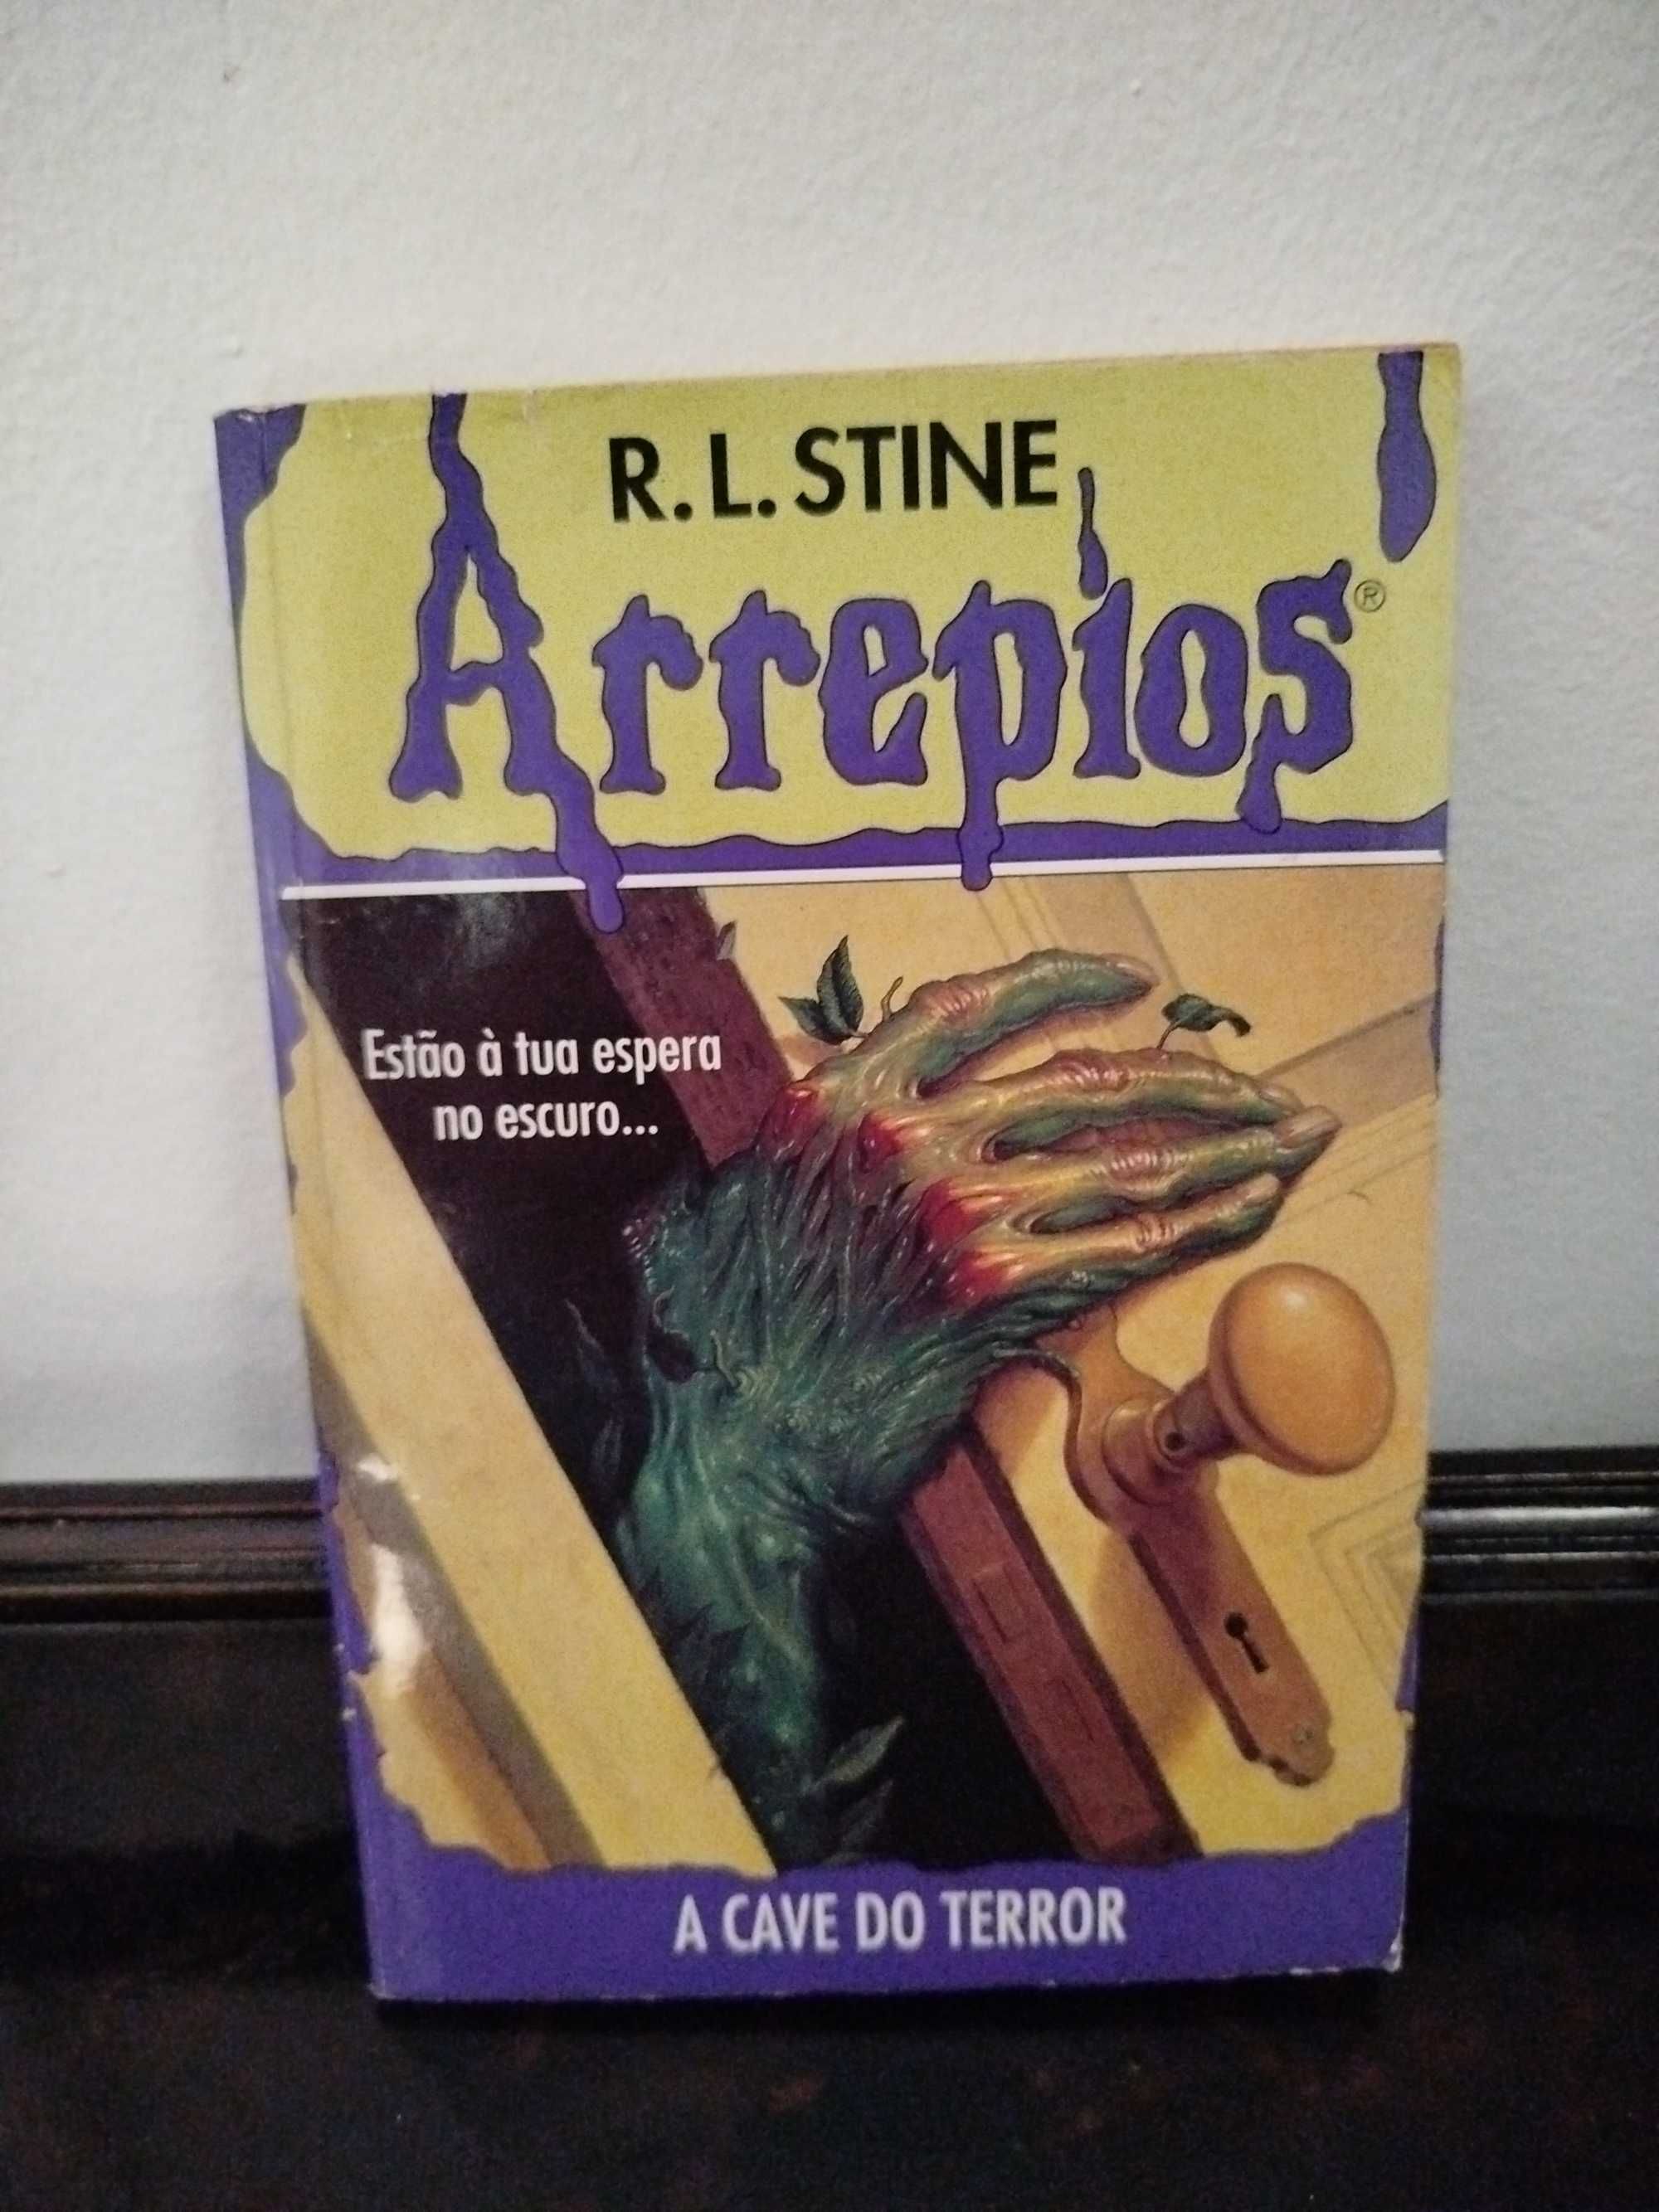 R. L. STINE
Arrepios®
Estão à tua espera
no escuro...
A CAVE DO TERROR